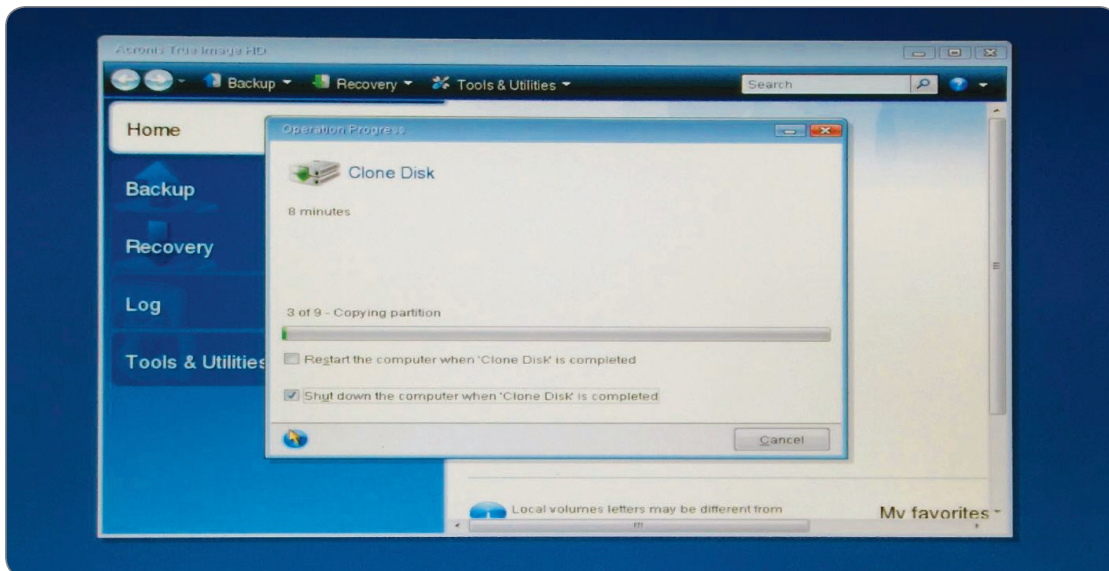 Acronis True Image HD
Backup
Recovery
Tools & Utilities
Search
Home
Backup
Recovery
Log
Tools & Utilities
Operation Progress
Clone Disk
8 minutes
3 of 9 - Copying partition
Restart the computer when 'Clone Disk' is completed
Shut down the computer when 'Clone Disk' is completed
Cancel
Local volumes letters may be different from
My favorites